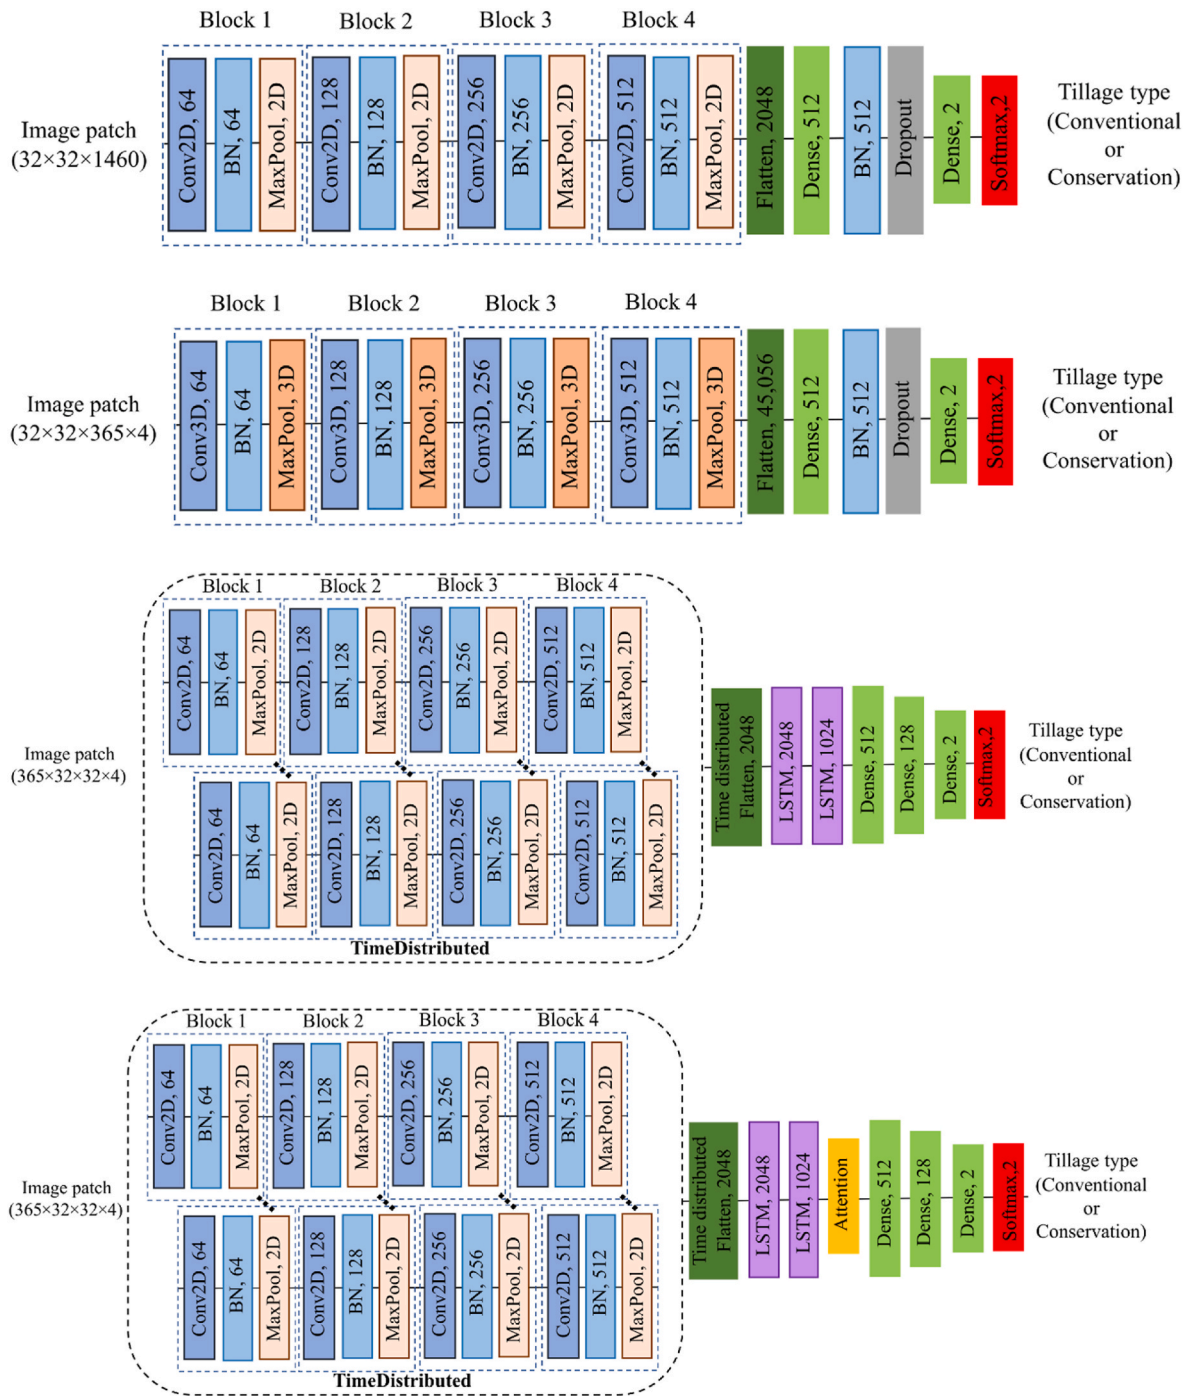 Block 1
Block 2
Block 3
Block 4
Image patch
(32×32×1460)
Conv2D, 64
BN, 64
MaxPool, 2D
Conv2D, 128
BN, 128
MaxPool, 2D
Conv2D, 256
BN, 256
MaxPool, 2D
Conv2D, 512
BN, 512
MaxPool, 2D
Flatten, 2048
Dense, 512
BN, 512
Dropout
Dense, 2
Softmax,2
Tillage type
(Conventional
or
Conservation)
Block 1
Block 2
Block 3
Block 4
Image patch
(32×32×365×4)
Conv3D, 64
BN, 64
MaxPool, 3D
Conv3D, 128
BN, 128
MaxPool, 3D
Conv3D, 256
BN, 256
MaxPool, 3D
Conv3D, 512
BN, 512
MaxPool, 3D
Flatten, 45,056
Dense, 512
BN, 512
Dropout
Dense, 2
Softmax,2
Tillage type
(Conventional
or
Conservation)
Block 1
Block 2
Block 3
Block 4
Image patch
(365×32×32×4)
Conv2D, 64
BN, 64
MaxPool, 2D
Conv2D, 128
BN, 128
MaxPool, 2D
Conv2D, 256
BN, 256
MaxPool, 2D
Conv2D, 512
BN, 512
MaxPool, 2D
Conv2D, 64
BN, 64
MaxPool, 2D
Conv2D, 128
BN, 128
MaxPool, 2D
Conv2D, 256
BN, 256
MaxPool, 2D
Conv2D, 512
BN, 512
MaxPool, 2D
TimeDistributed
Time distributed
Flatten, 2048
LSTM, 2048
LSTM, 1024
Dense, 512
Dense, 128
Dense, 2
Softmax,2
Tillage type
(Conventional
or
Conservation)
Block 1
Block 2
Block 3
Block 4
Image patch
(365×32×32×4)
Conv2D, 64
BN, 64
MaxPool, 2D
Conv2D, 128
BN, 128
MaxPool, 2D
Conv2D, 256
BN, 256
MaxPool, 2D
Conv2D, 512
BN, 512
MaxPool, 2D
Conv2D, 64
BN, 64
MaxPool, 2D
Conv2D, 128
BN, 128
MaxPool, 2D
Conv2D, 256
BN, 256
MaxPool, 2D
Conv2D, 512
BN, 512
MaxPool, 2D
TimeDistributed
Time distributed
Flatten, 2048
LSTM, 2048
LSTM, 1024
Attention
Dense, 512
Dense, 128
Dense, 2
Softmax,2
Tillage type
(Conventional
or
Conservation)